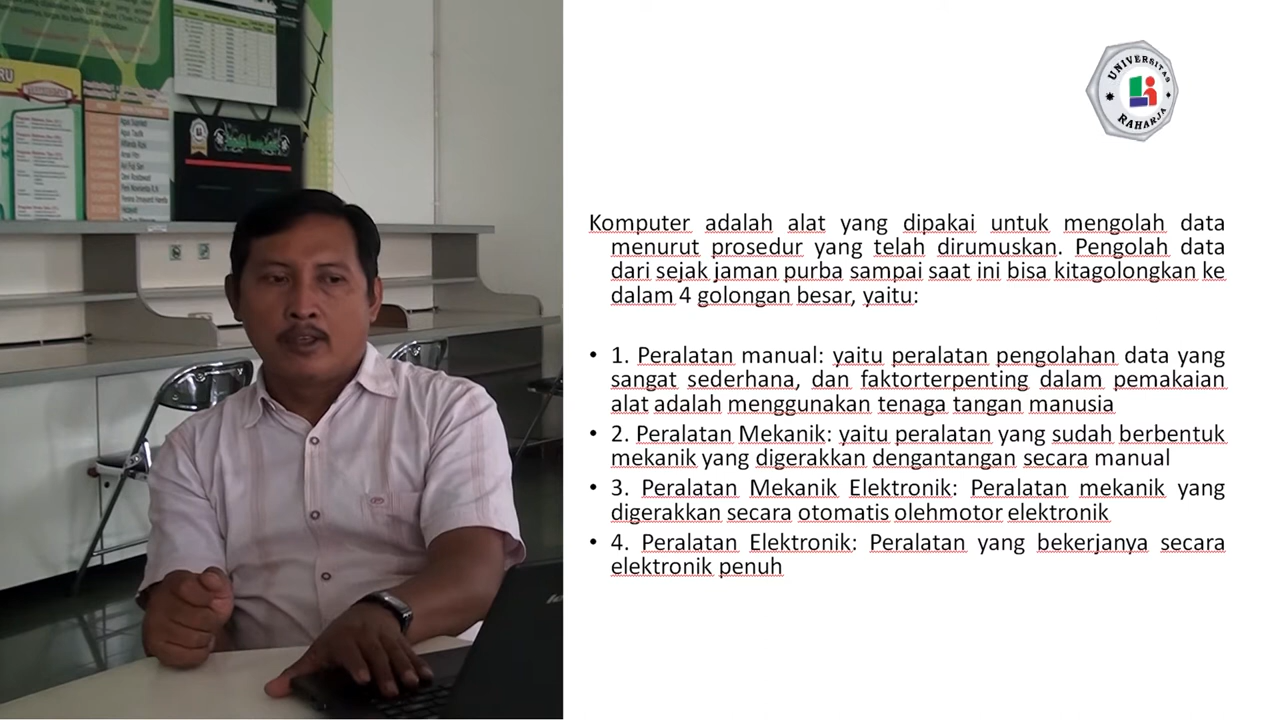 UNIVERSITAS
RAHARJA
Komputer adalah alat yang dipakai untuk mengolah data
menurut prosedur yang telah dirumuskan. Pengolah data
dari sejak jaman purba sampai saat ini bisa kitagolongkan ke
dalam 4 golongan besar, yaitu:
• 1. Peralatan manual: yaitu peralatan pengolahan data yang
sangat sederhana, dan faktorterpenting dalam pemakaian
alat adalah menggunakan tenaga tangan manusia
• 2. Peralatan Mekanik: yaitu peralatan yang sudah berbentuk
mekanik yang digerakkan dengantangan secara manual
• 3. Peralatan Mekanik Elektronik: Peralatan mekanik yang
digerakkan secara otomatis olehmotor elektronik
• 4. Peralatan Elektronik: Peralatan yang bekerjanya secara
elektronik penuh